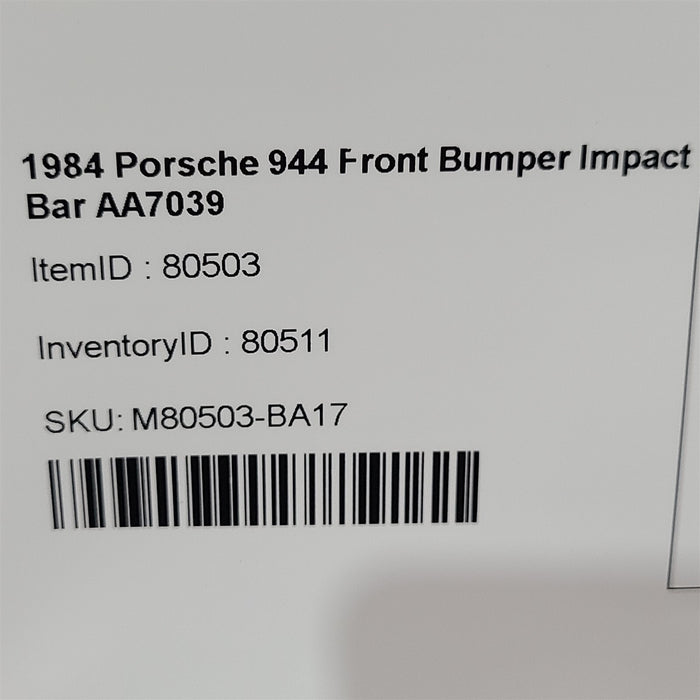 1984 Porsche 944 Front Bumper Impact
Bar AA7039
ItemID : 80503
InventoryID : 80511
SKU: M80503-BA17